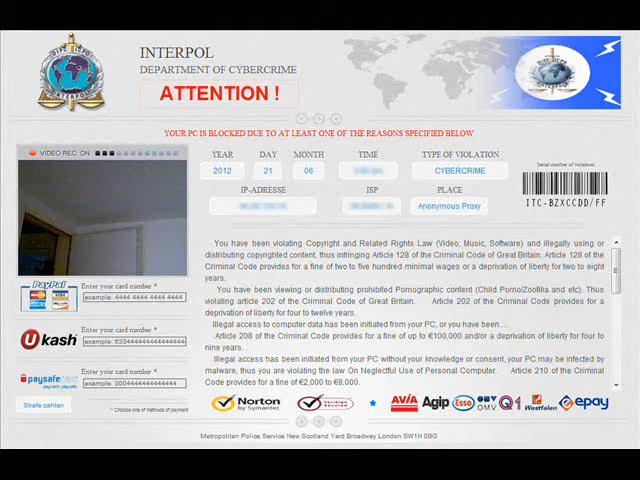 INTERPOL
DEPARTMENT OF CYBERCRIME
ATTENTION !
YOUR PC IS BLOCKED DUE TO AT LEAST ONE OF THE REASONS SPECIFIED BELOW
VIDEO REC: ON
YEAR DAY MONTH TIME TYPE OF VIOLATION
2012 21 06 CYBERCRIME
IP-ADRESSE ISP PLACE
Anonymous Proxy
Serial number of violations
ITC-BZXCCDD/FF
You have been violating Copyright and Related Rights Law (Video, Music, Software) and illegally using or
distributing copyrighted content, thus infringing Article 128 of the Criminal Code of Great Britain. Article 128 of the
Criminal Code provides for a fine of two to five hundred minimal wages or a deprivation of liberty for two to eight
years.
You have been viewing or distributing prohibited Pornographic content (Child Porno/Zoofilia and etc). Thus
violating article 202 of the Criminal Code of Great Britain. Article 202 of the Criminal Code provides for a
deprivation of liberty for four to twelve years.
Illegal access to computer data has been initiated from your PC, or you have been....
Article 208 of the Criminal Code provides for a fine of up to €100,000 and/or a deprivation of liberty for four to
nine years.
Illegal access has been initiated from your PC without your knowledge or consent, your PC may be infected by
malware, thus you are violating the law On Neglectful Use of Personal Computer. Article 210 of the Criminal
Code provides for a fine of €2,000 to €8,000.
PayPal
VISA
Enter your card number *
example: 4444 4444 4444 4444
Ukash
Enter your card number *
paysafecard
Enter your card number *
Strafe zahlen
* Choose one of methods of payment
Norton
by Symantec
VeriSign
Secured
AVIA
Agip
Esso
OMV
Q1
Westfalen
epay
Metropolitan Police Service New Scotland Yard Broadway London SW1H 0BG